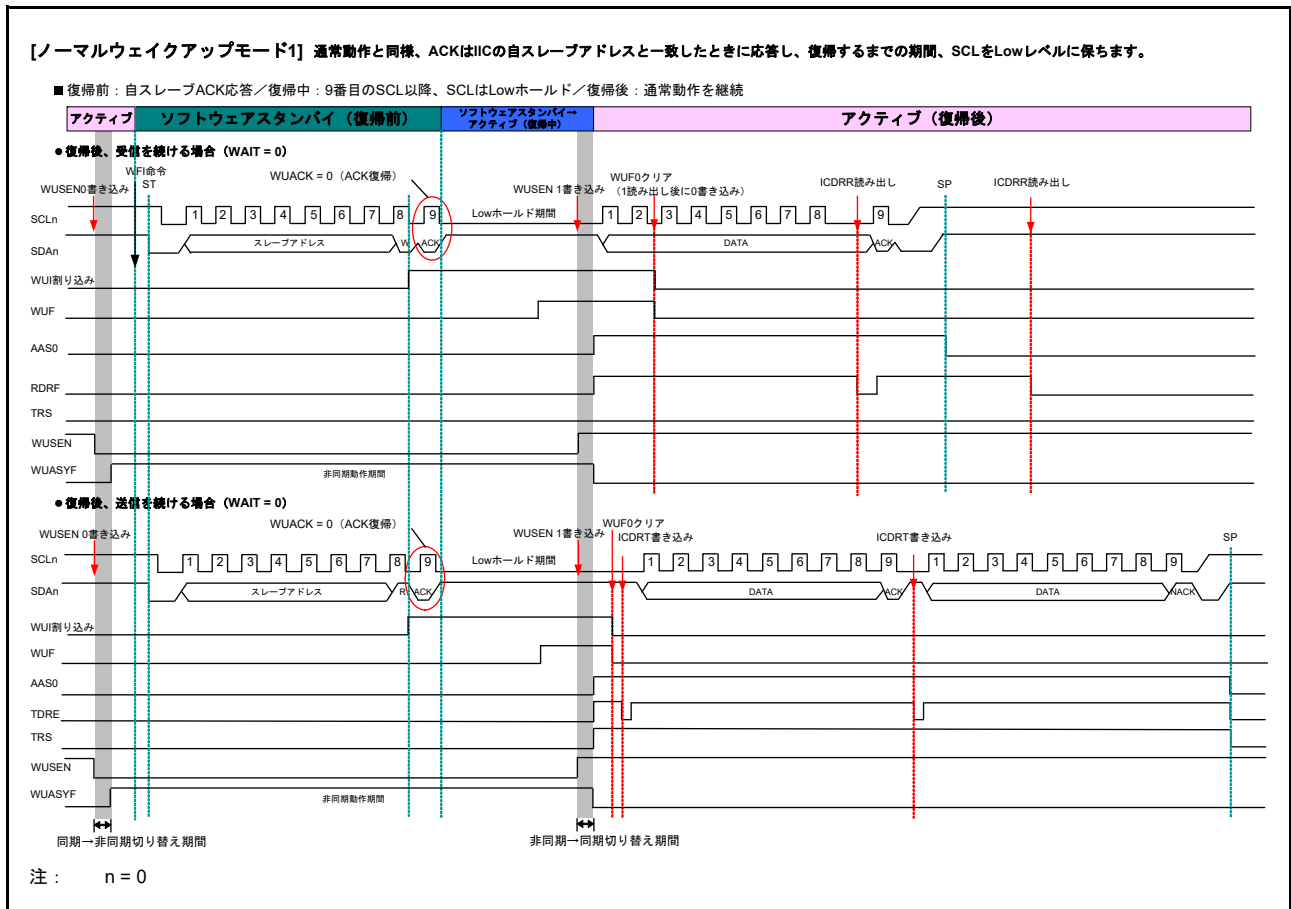 [ノーマルウェイクアップモード1] 通常動作と同様、ACKはIICの自スレーブアドレスと一致したときに応答し、復帰するまでの期間、SCLをLowレベルに保ちます。
■復帰前：自スレーブACK応答／復帰中：9番目のSCL以降、SCLはLowホールド／復帰後：通常動作を継続
アクティブ ソフトウェアスタンバイ（復帰前） ソフトウェアスタンバイ→アクティブ（復帰中） アクティブ（復帰後）
●復帰後、受信を続ける場合（WAIT = 0）
WFI命令
ST
WUACK = 0（ACK復帰）
WUSEN0書き込み
WUSEN 1書き込み
WUF0クリア
（1読み出し後に0書き込み）
ICDRR読み出し
SP
ICDRR読み出し
SCLn 1 2 3 4 5 6 7 8 9 Lowホールド期間 1 2 3 4 5 6 7 8 9
SDAn スレーブアドレス W ACK DATA ACK
WUI割り込み
WUF
AAS0
RDRF
TRS
WUSEN
WUASYF 非同期動作期間
●復帰後、送信を続ける場合（WAIT = 0）
WUACK = 0（ACK復帰）
WUSEN 0書き込み
WUSEN 1書き込み
WUF0クリア
ICDRT書き込み
ICDRT書き込み
SP
SCLn 1 2 3 4 5 6 7 8 9 Lowホールド期間 1 2 3 4 5 6 7 8 9 1 2 3 4 5 6 7 8 9
SDAn スレーブアドレス R ACK DATA ACK DATA NACK
WUI割り込み
WUF
AAS0
TDRE
TRS
WUSEN
WUASYF 非同期動作期間
同期→非同期切り替え期間 非同期→同期切り替え期間
注： n = 0